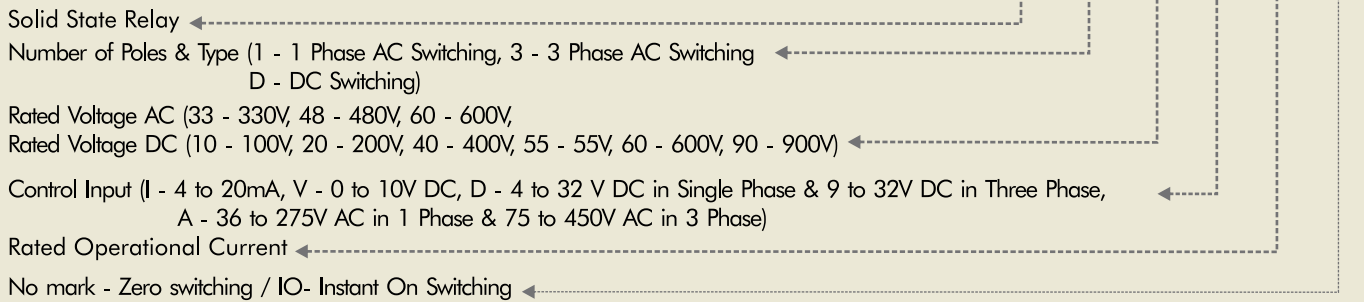 Solid State Relay
Number of Poles & Type (1 - 1 Phase AC Switching, 3 - 3 Phase AC Switching
D - DC Switching)
Rated Voltage AC (33 - 330V, 48 - 480V, 60 - 600V,
Rated Voltage DC (10 - 100V, 20 - 200V, 40 - 400V, 55 - 55V, 60 - 600V, 90 - 900V)
Control Input (I - 4 to 20mA, V - 0 to 10V DC, D - 4 to 32 V DC in Single Phase & 9 to 32V DC in Three Phase,
A - 36 to 275V AC in 1 Phase & 75 to 450V AC in 3 Phase)
Rated Operational Current
No mark - Zero switching / IO- Instant On Switching